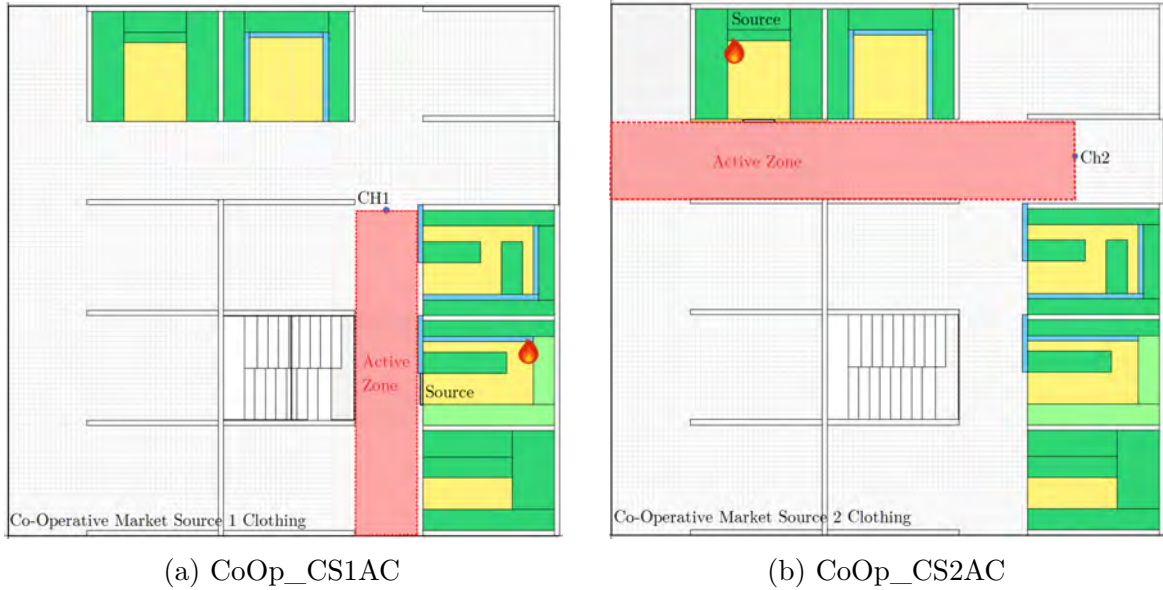 CH1
Active
Zone
Source
Co-Operative Market Source 1 Clothing
(a) CoOp_CS1AC
Source
Active Zone
Ch2
Co-Operative Market Source 2 Clothing
(b) CoOp_CS2AC